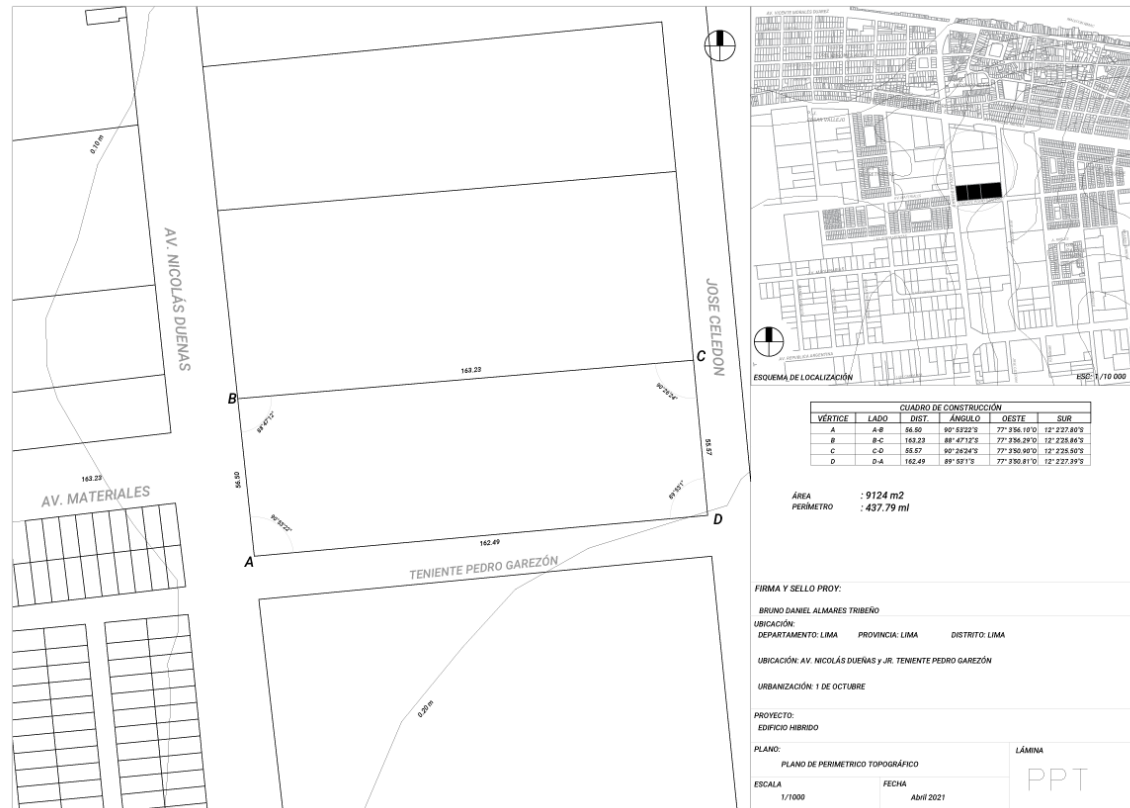 0.10 m
AV. NICOLÁS DUENAS
JOSE CELEDON
B
C
163.23
88°47'12"
90°26'24"
56.50
55.57
163.23
AV. MATERIALES
90°53'22"
89°53'1"
A
D
162.49
TENIENTE PEDRO GAREZÓN
0.20 m
ESQUEMA DE LOCALIZACIÓN
ESC: 1/10 000
CUADRO DE CONSTRUCCIÓN
VÉRTICE LADO DIST. ÁNGULO OESTE SUR
A A-B 56.50 90°53'22"S 77° 3'56.10"O 12° 2'27.80"S
B B-C 163.23 88°47'12"S 77° 3'56.29"O 12° 2'25.86"S
C C-D 55.57 90°26'24"S 77° 3'50.90"O 12° 2'25.50"S
D D-A 162.49 89°53'1"S 77° 3'50.81"O 12° 2'27.39"S
ÁREA : 9124 m2
PERÍMETRO : 437.79 ml
FIRMA Y SELLO PROY:
BRUNO DANIEL ALMARES TRIBEÑO
UBICACIÓN:
DEPARTAMENTO: LIMA PROVINCIA: LIMA DISTRITO: LIMA
UBICACIÓN: AV. NICOLÁS DUEÑAS y JR. TENIENTE PEDRO GAREZÓN
URBANIZACIÓN: 1 DE OCTUBRE
PROYECTO:
EDIFICIO HIBRIDO
PLANO:
PLANO DE PERIMETRICO TOPOGRÁFICO
LÁMINA
PPT
ESCALA
1/1000
FECHA
Abril 2021